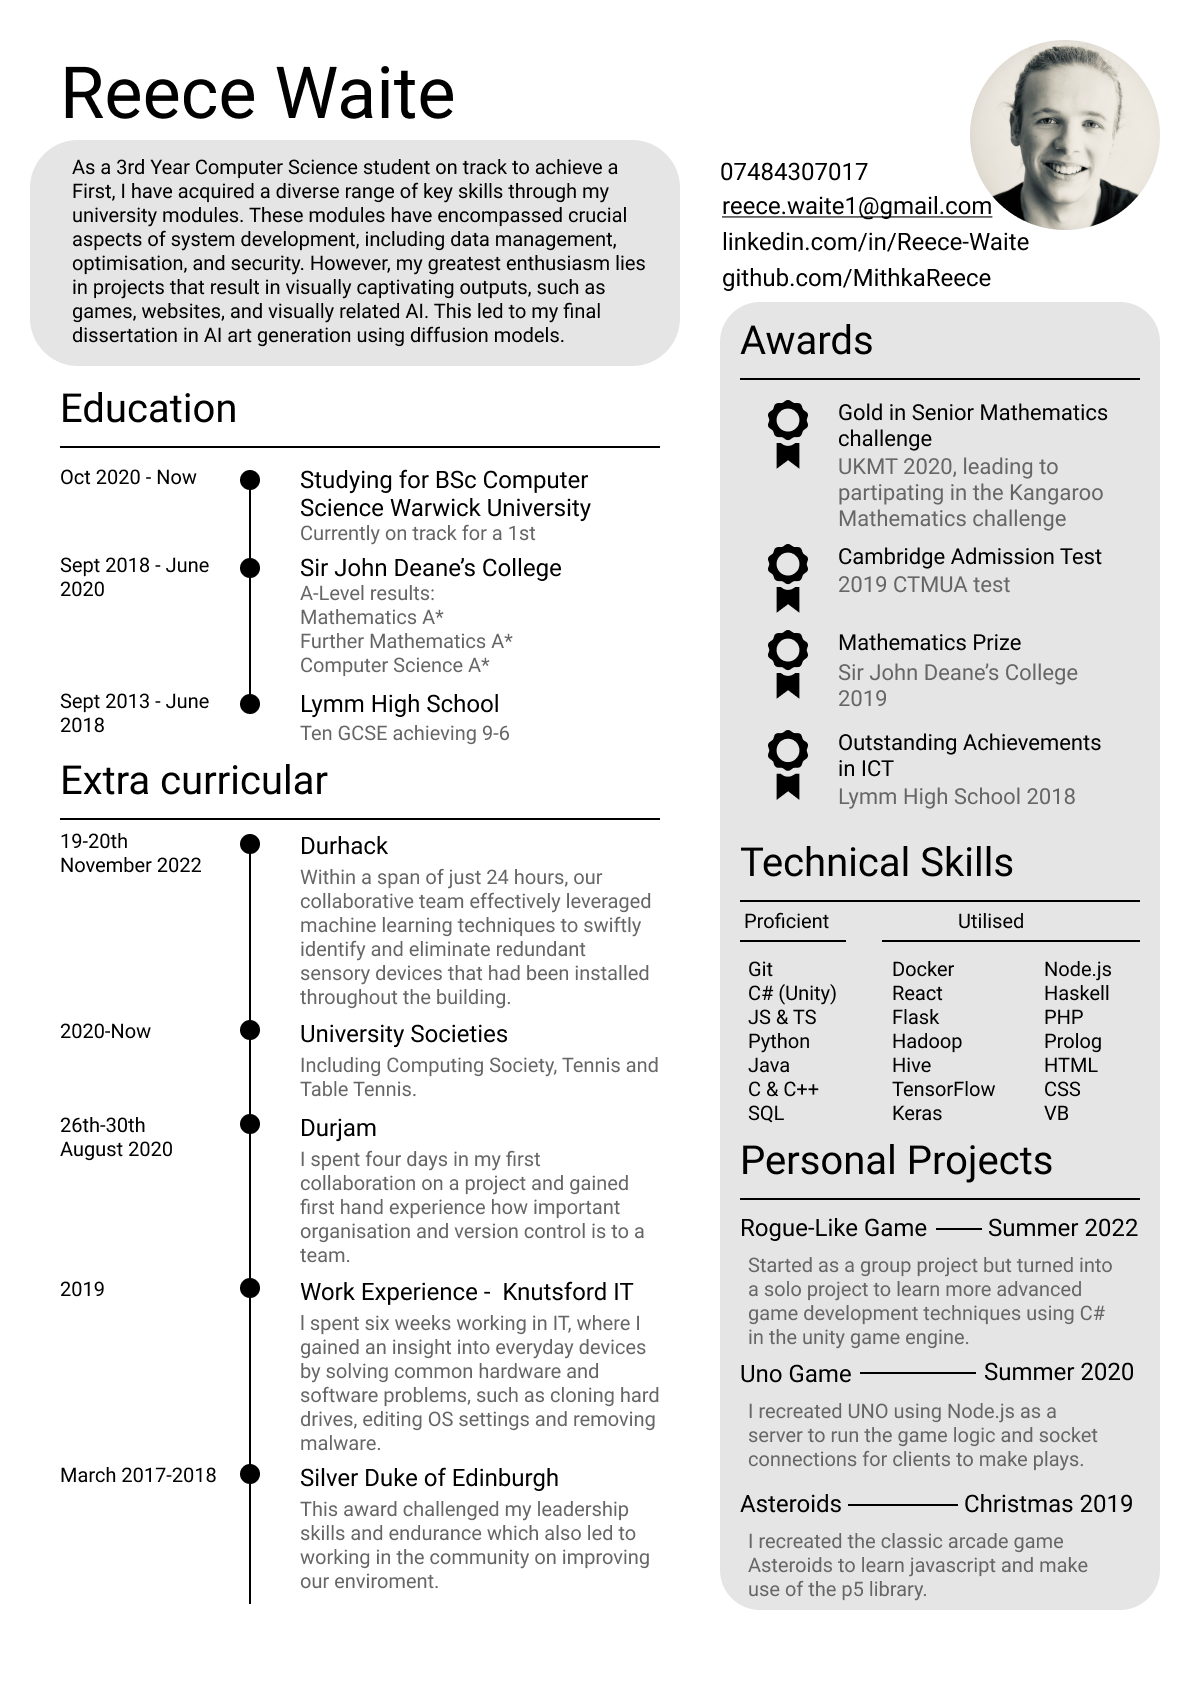 Reece Waite
As a 3rd Year Computer Science student on track to achieve a
First, I have acquired a diverse range of key skills through my
university modules. These modules have encompassed crucial
aspects of system development, including data management,
optimisation, and security. However, my greatest enthusiasm lies
in projects that result in visually captivating outputs, such as
games, websites, and visually related AI. This led to my final
dissertation in AI art generation using diffusion models.
07484307017
reece.waite1@gmail.com
linkedin.com/in/Reece-Waite
github.com/MithkaReece
Education
Oct 2020 - Now
Studying for BSc Computer
Science Warwick University
Currently on track for a 1st
Sept 2018 - June
2020
Sir John Deane’s College
A-Level results:
Mathematics A*
Further Mathematics A*
Computer Science A*
Sept 2013 - June
2018
Lymm High School
Ten GCSE achieving 9-6
Extra curricular
19-20th
November 2022
Durhack
Within a span of just 24 hours, our
collaborative team effectively leveraged
machine learning techniques to swiftly
identify and eliminate redundant
sensory devices that had been installed
throughout the building.
2020-Now
University Societies
Including Computing Society, Tennis and
Table Tennis.
26th-30th
August 2020
Durjam
I spent four days in my first
collaboration on a project and gained
first hand experience how important
organisation and version control is to a
team.
2019
Work Experience -  Knutsford IT
I spent six weeks working in IT, where I
gained an insight into everyday devices
by solving common hardware and
software problems, such as cloning hard
drives, editing OS settings and removing
malware.
March 2017-2018
Silver Duke of Edinburgh
This award challenged my leadership
skills and endurance which also led to
working in the community on improving
our enviroment.
Awards
Gold in Senior Mathematics
challenge
UKMT 2020, leading to
partipating in the Kangaroo
Mathematics challenge
Cambridge Admission Test
2019 CTMUA test
Mathematics Prize
Sir John Deane’s College
2019
Outstanding Achievements
in ICT
Lymm High School 2018
Technical Skills
Proficient Utilised
Git Docker Node.js
C# (Unity) React Haskell
JS & TS Flask PHP
Python Hadoop Prolog
Java Hive HTML
C & C++ TensorFlow CSS
SQL Keras VB
Personal Projects
Rogue-Like Game Summer 2022
Started as a group project but turned into
a solo project to learn more advanced
game development techniques using C#
in the unity game engine.
Uno Game Summer 2020
I recreated UNO using Node.js as a
server to run the game logic and socket
connections for clients to make plays.
Asteroids Christmas 2019
I recreated the classic arcade game
Asteroids to learn javascript and make
use of the p5 library.